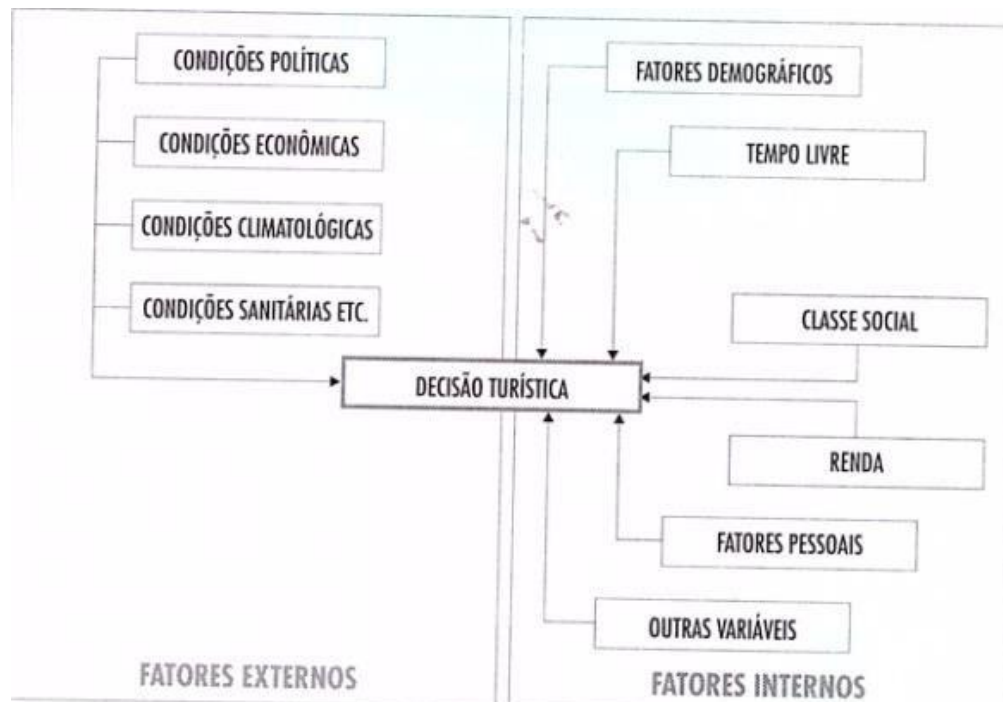 CONDIÇÕES POLÍTICAS
CONDIÇÕES ECONÔMICAS
CONDIÇÕES CLIMATOLÓGICAS
CONDIÇÕES SANITÁRIAS ETC.
FATORES DEMOGRÁFICOS
TEMPO LIVRE
CLASSE SOCIAL
DECISÃO TURÍSTICA
RENDA
FATORES PESSOAIS
OUTRAS VARIÁVEIS
FATORES EXTERNOS
FATORES INTERNOS